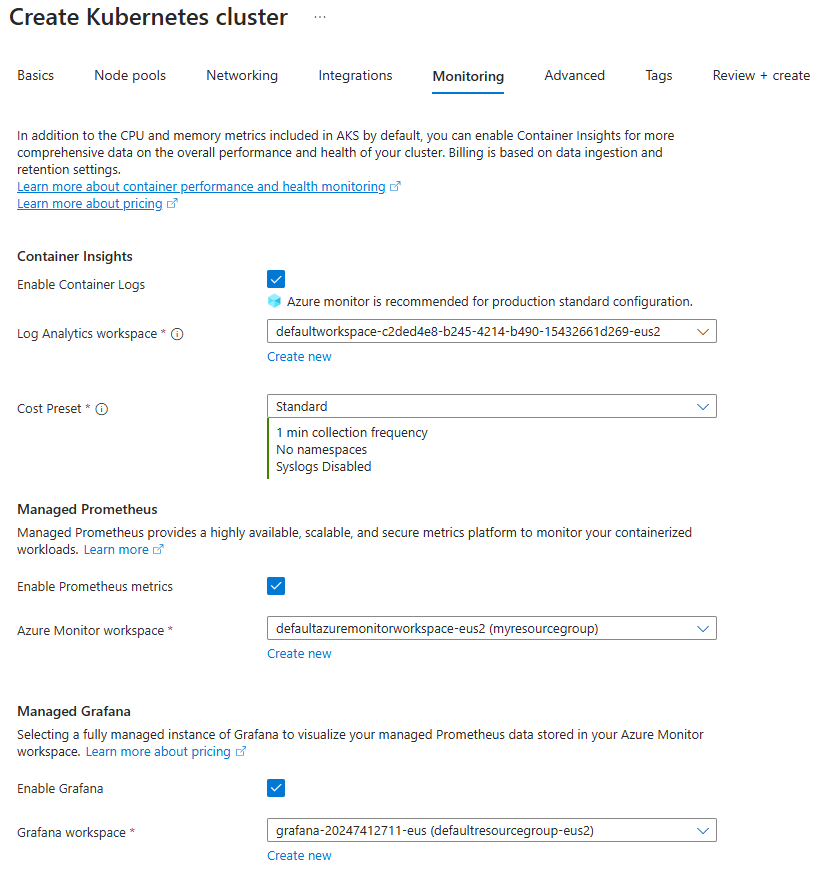 Create Kubernetes cluster ...
Basics Node pools Networking Integrations Monitoring Advanced Tags Review + create
In addition to the CPU and memory metrics included in AKS by default, you can enable Container Insights for more
comprehensive data on the overall performance and health of your cluster. Billing is based on data ingestion and
retention settings.
Learn more about container performance and health monitoring
Learn more about pricing
Container Insights
Enable Container Logs
Azure monitor is recommended for production standard configuration.
Log Analytics workspace * defaultworkspace-c2ded4e8-b245-4214-b490-15432661d269-eus2
Create new
Cost Preset * Standard
1 min collection frequency
No namespaces
Syslogs Disabled
Managed Prometheus
Managed Prometheus provides a highly available, scalable, and secure metrics platform to monitor your containerized
workloads. Learn more
Enable Prometheus metrics
Azure Monitor workspace * defaultazuremonitorworkspace-eus2 (myresourcegroup)
Create new
Managed Grafana
Selecting a fully managed instance of Grafana to visualize your managed Prometheus data stored in your Azure Monitor
workspace. Learn more about pricing
Enable Grafana
Grafana workspace * grafana-20247412711-eus (defaultresourcegroup-eus2)
Create new